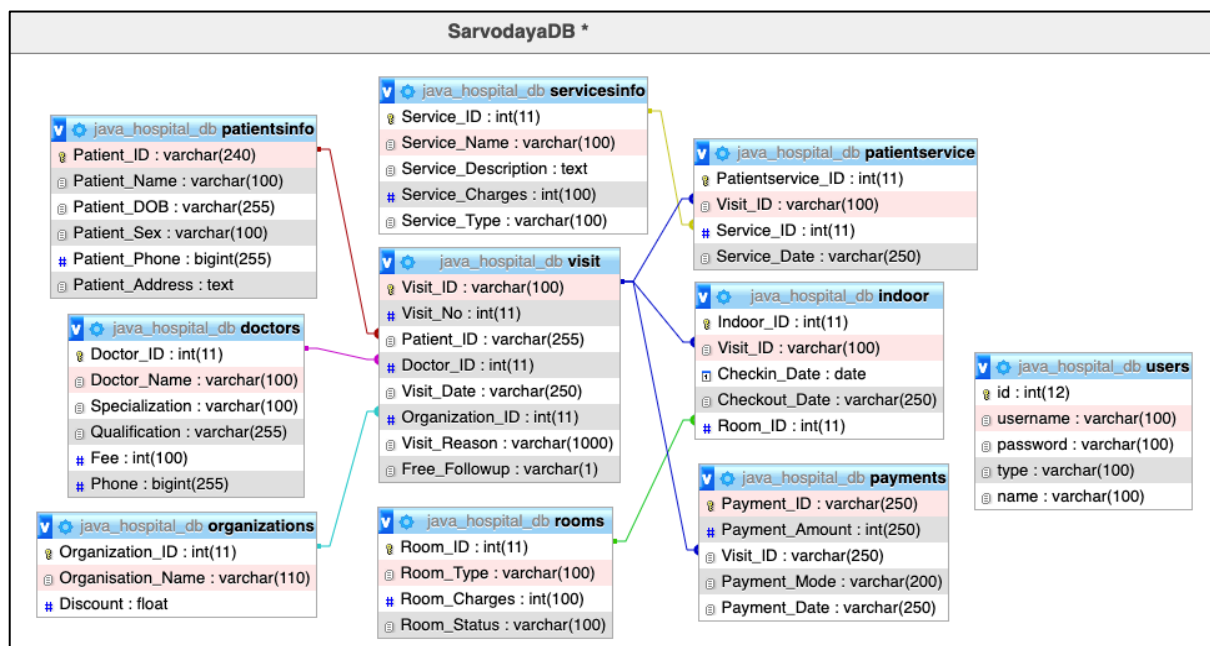 SarvodayaDB *
java_hospital_db patientsinfo
Patient_ID : varchar(240)
Patient_Name : varchar(100)
Patient_DOB : varchar(255)
Patient_Sex : varchar(100)
Patient_Phone : bigint(255)
Patient_Address : text
java_hospital_db doctors
Doctor_ID : int(11)
Doctor_Name : varchar(100)
Specialization : varchar(100)
Qualification : varchar(255)
Fee : int(100)
Phone : bigint(255)
java_hospital_db organizations
Organization_ID : int(11)
Organisation_Name : varchar(110)
Discount : float
java_hospital_db servicesinfo
Service_ID : int(11)
Service_Name : varchar(100)
Service_Description : text
Service_Charges : int(100)
Service_Type : varchar(100)
java_hospital_db visit
Visit_ID : varchar(100)
Visit_No : int(11)
Patient_ID : varchar(255)
Doctor_ID : int(11)
Visit_Date : varchar(250)
Organization_ID : int(11)
Visit_Reason : varchar(1000)
Free_Followup : varchar(1)
java_hospital_db rooms
Room_ID : int(11)
Room_Type : varchar(100)
Room_Charges : int(100)
Room_Status : varchar(100)
java_hospital_db patientservice
Patientservice_ID : int(11)
Visit_ID : varchar(100)
Service_ID : int(11)
Service_Date : varchar(250)
java_hospital_db indoor
Indoor_ID : int(11)
Visit_ID : varchar(100)
Checkin_Date : date
Checkout_Date : varchar(250)
Room_ID : int(11)
java_hospital_db payments
Payment_ID : varchar(250)
Payment_Amount : int(250)
Visit_ID : varchar(250)
Payment_Mode : varchar(200)
Payment_Date : varchar(250)
java_hospital_db users
id : int(12)
username : varchar(100)
password : varchar(100)
type : varchar(100)
name : varchar(100)